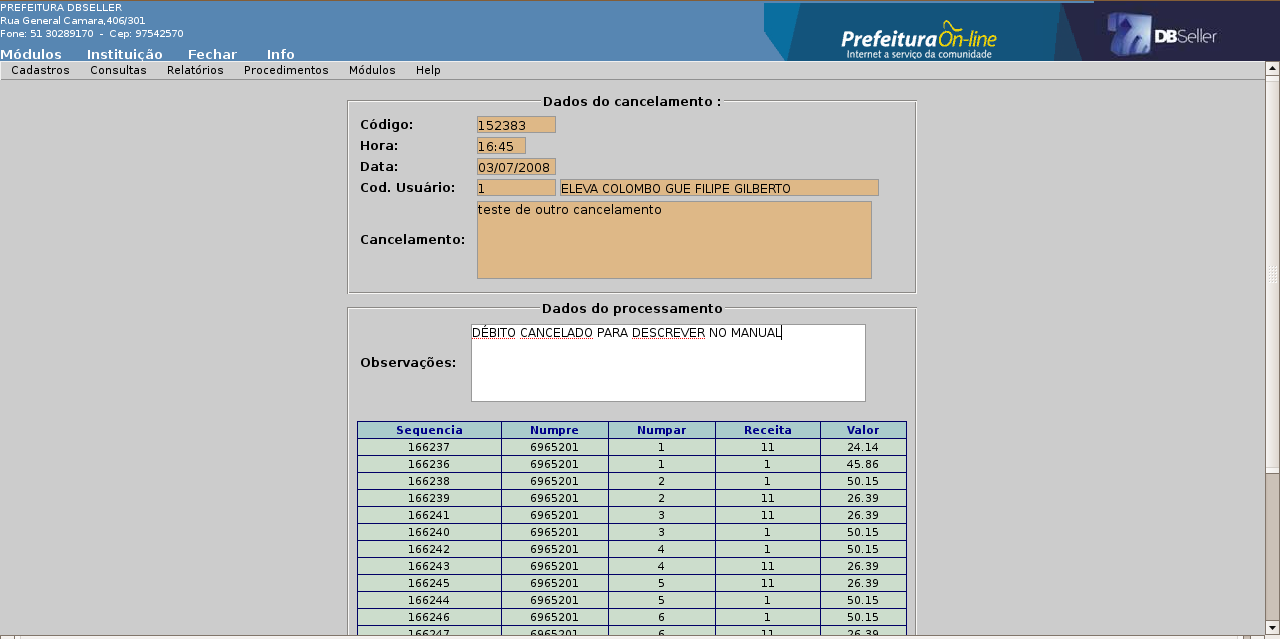 PREFEITURA DBSELLER
Rua General Camara,406/301
Fone: 51 30289170 - Cep: 97542570
PrefeituraOn-line
Internet a serviço da comunidade
DBSeller
Módulos Instituição Fechar Info
Cadastros Consultas Relatórios Procedimentos Módulos Help
Dados do cancelamento :
Código: 152383
Hora: 16:45
Data: 03/07/2008
Cod. Usuário: 1 ELEVA COLOMBO GUE FILIPE GILBERTO
Cancelamento: teste de outro cancelamento
Dados do processamento
Observações: DÉBITO CANCELADO PARA DESCREVER NO MANUAL
Sequencia Numpre Numpar Receita Valor
166237 6965201 1 11 24.14
166236 6965201 1 1 45.86
166238 6965201 2 1 50.15
166239 6965201 2 11 26.39
166241 6965201 3 11 26.39
166240 6965201 3 1 50.15
166242 6965201 4 1 50.15
166243 6965201 4 11 26.39
166245 6965201 5 11 26.39
166244 6965201 5 1 50.15
166246 6965201 6 1 50.15
166247 6965201 6 11 26.39